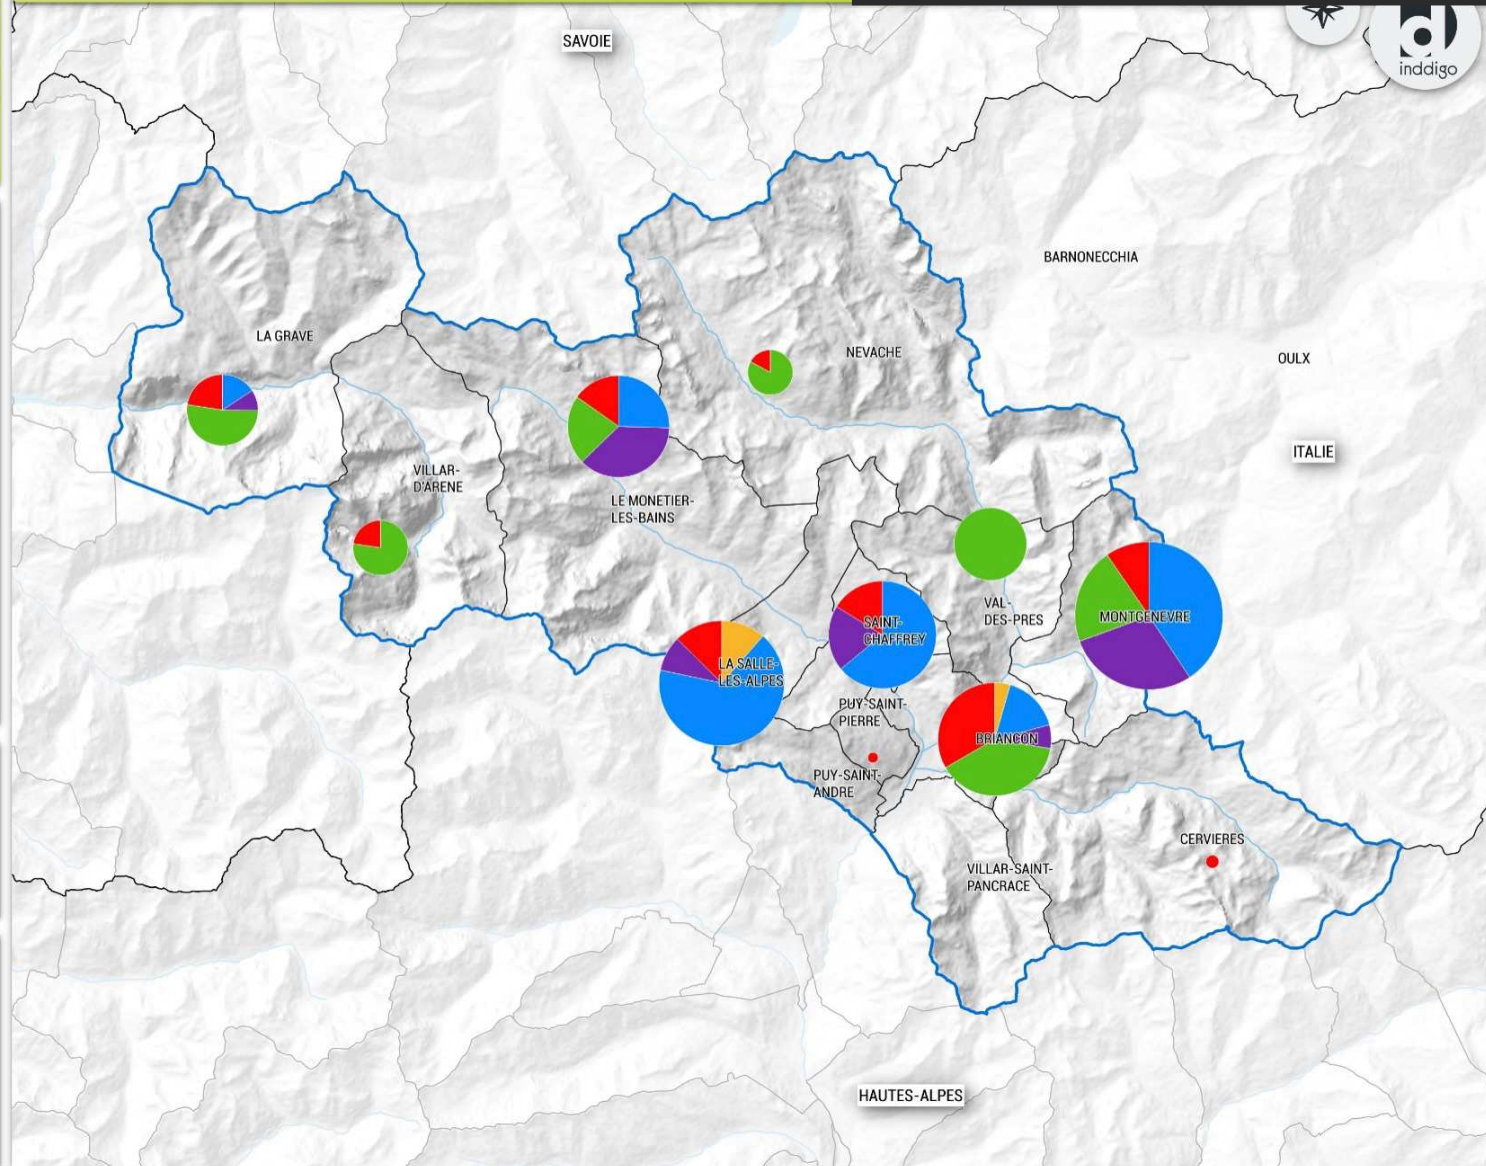 SAVOIE
inddigo
BARNONECCHIA
LA GRAVE
NEVACHE
OULX
ITALIE
VILLAR-
D'ARENE
LE MONETIER-
LES-BAINS
VAL-
DES-PRES
MONTGENEVRE
SAINT-
CHAFFREY
LA SALLE-
LES-ALPES
PUY-SAINT-
PIERRE
BRIANCON
PUY-SAINT-
ANDRE
CERVIERES
VILLAR-SAINT-
PANCRACE
HAUTES-ALPES